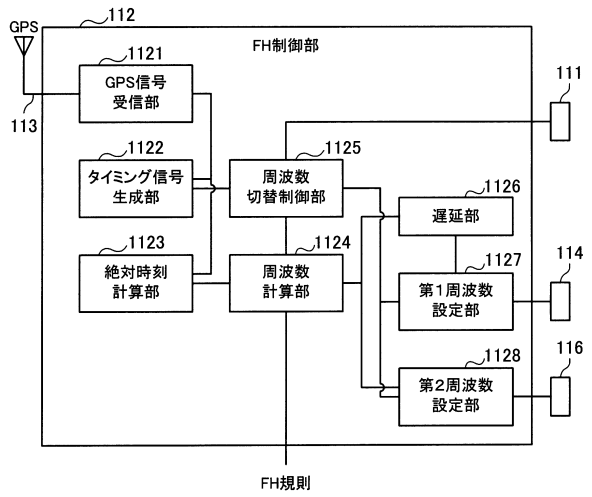 GPS
112
FH制御部
1121
GPS信号
受信部
113
111
1122
タイミング信号
生成部
1125
周波数
切替制御部
1126
遅延部
1123
絶対時刻
計算部
1124
周波数
計算部
1127
第1周波数
設定部
114
1128
第2周波数
設定部
116
FH規則